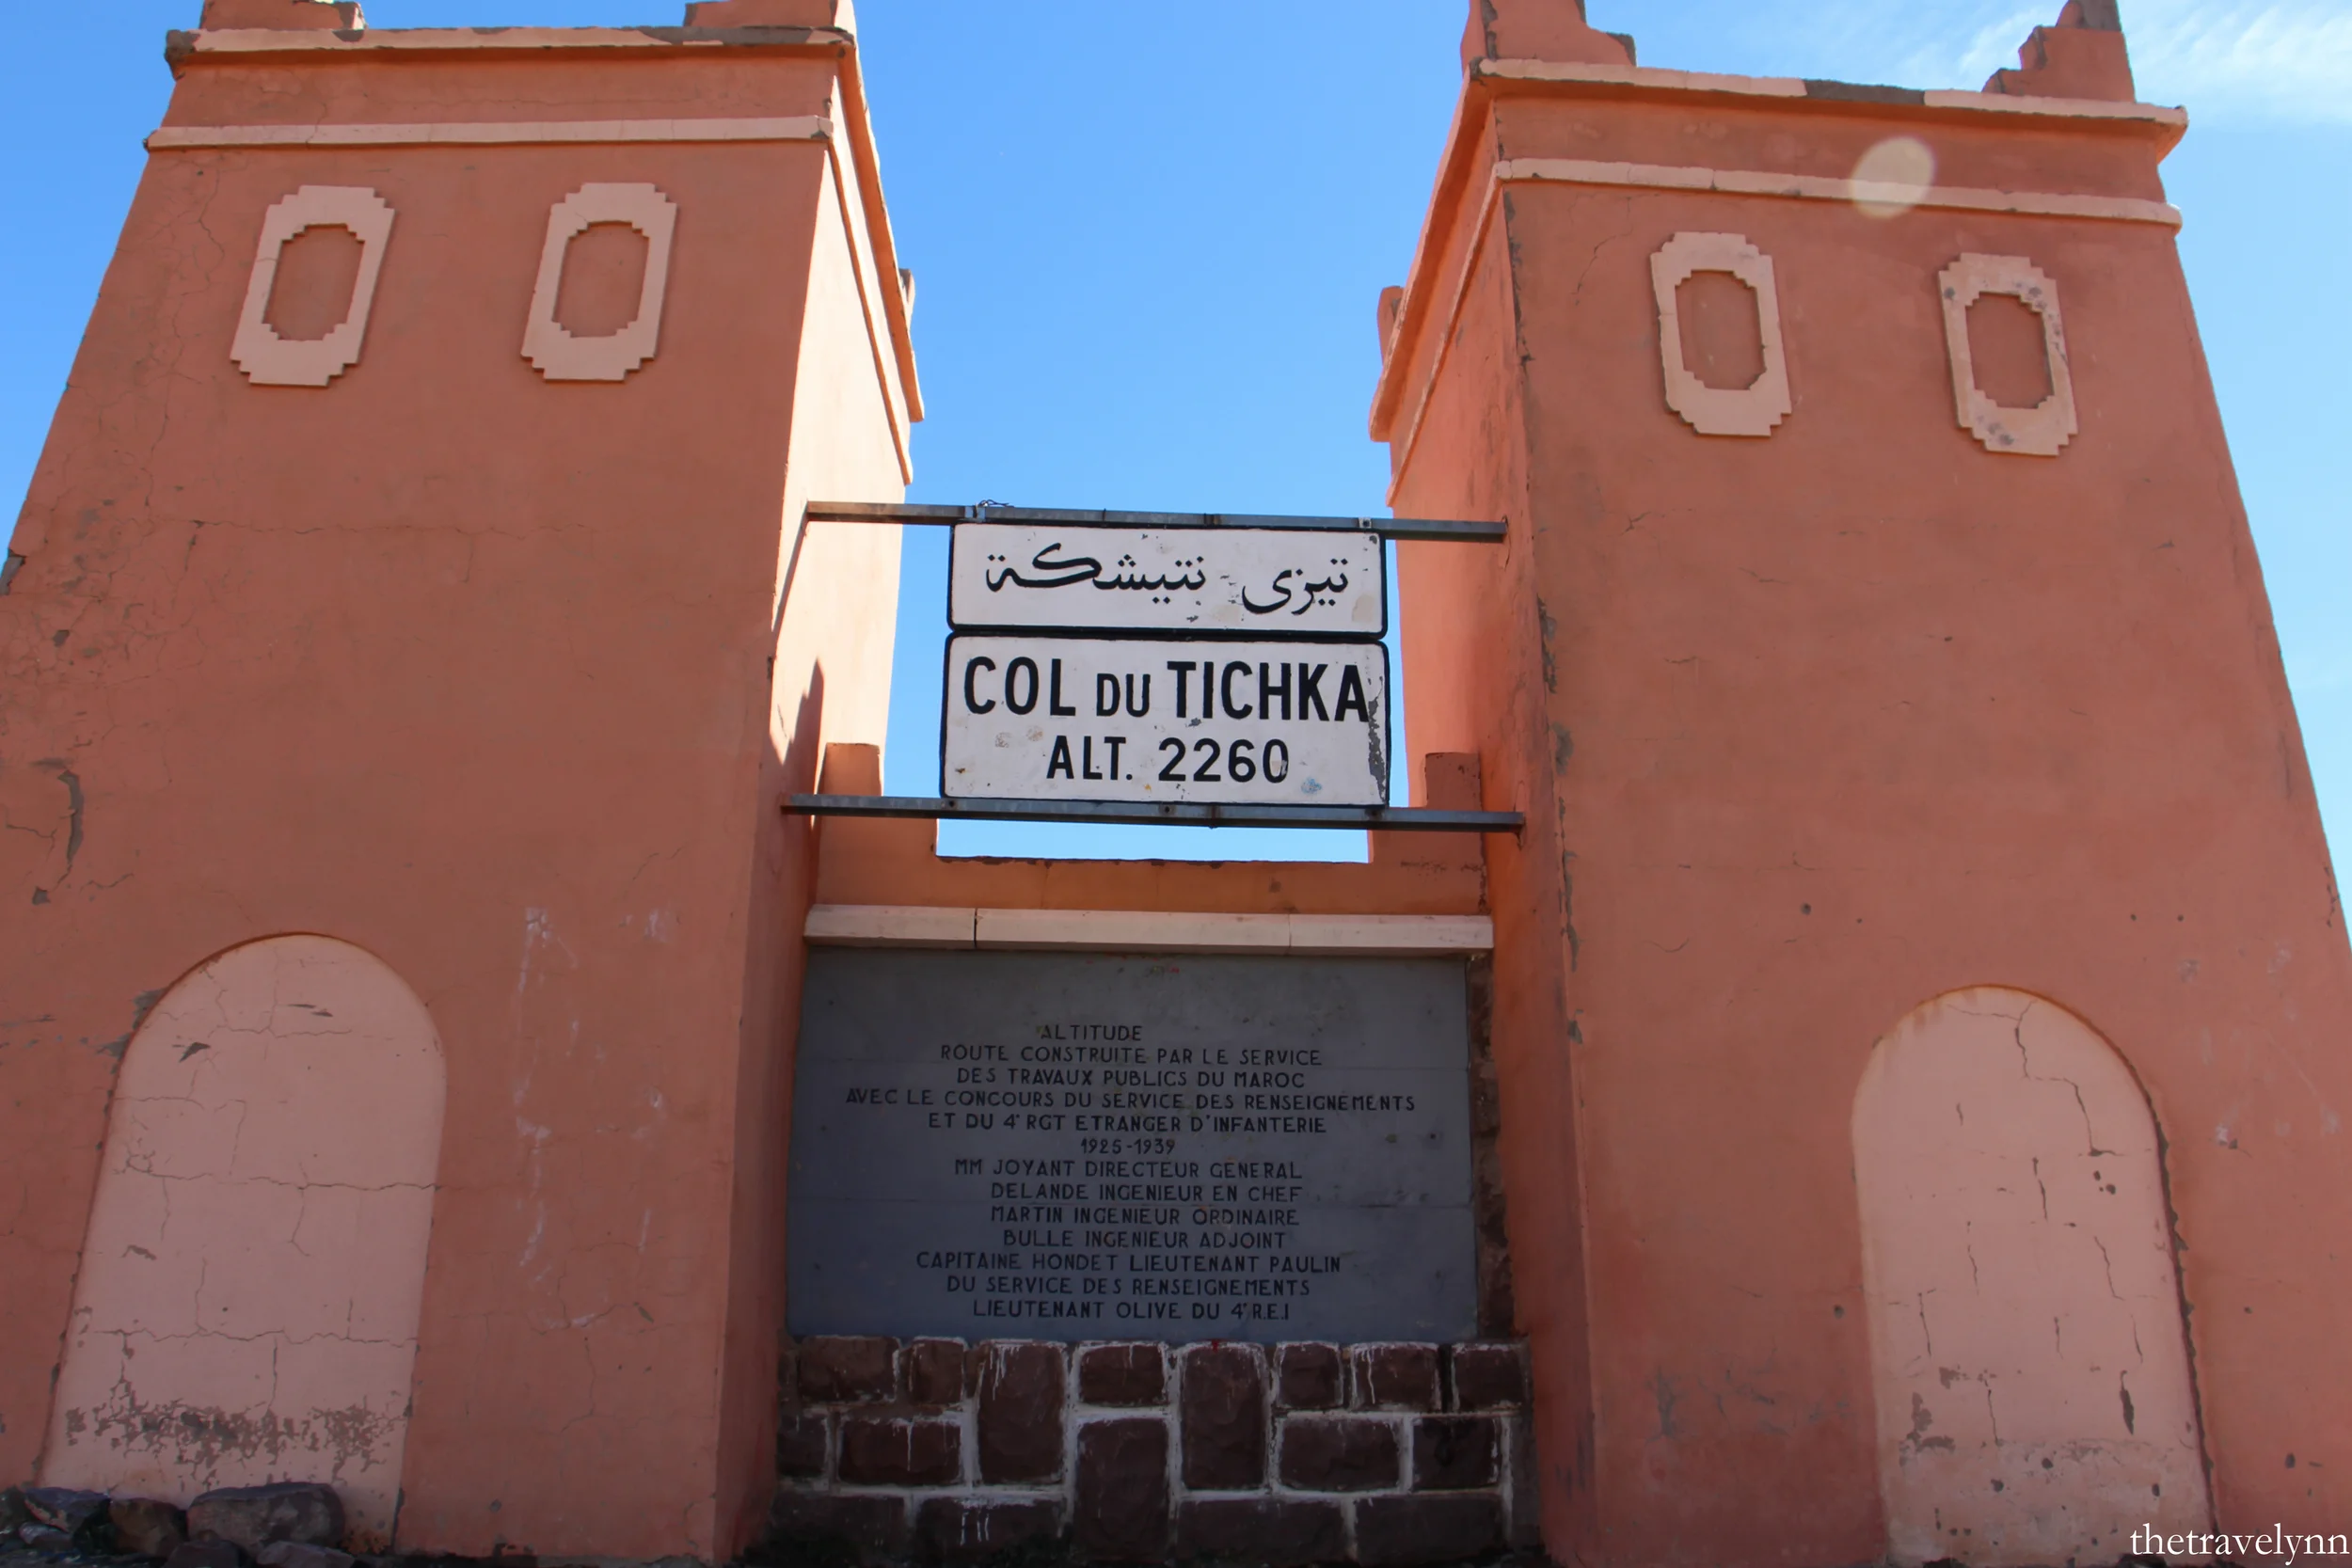 تيزي نتيشكة
COL DU TICHKA
ALT. 2260
ALTITUDE
ROUTE CONSTRUITE PAR LE SERVICE
DES TRAVAUX PUBLICS DU MAROC
AVEC LE CONCOURS DU SERVICE DES RENSEIGNEMENTS
ET DU 4° RGT ETRANGER D'INFANTERIE
1925-1939
MM JOYANT DIRECTEUR GENERAL
DELANDE INGENIEUR EN CHEF
MARTIN INGENIEUR ORDINAIRE
BULLE INGENIEUR ADJOINT
CAPITAINE HONDET LIEUTENANT PAULIN
DU SERVICE DES RENSEIGNEMENTS
LIEUTENANT OLIVE DU 4° R.E.I
thetravelynn